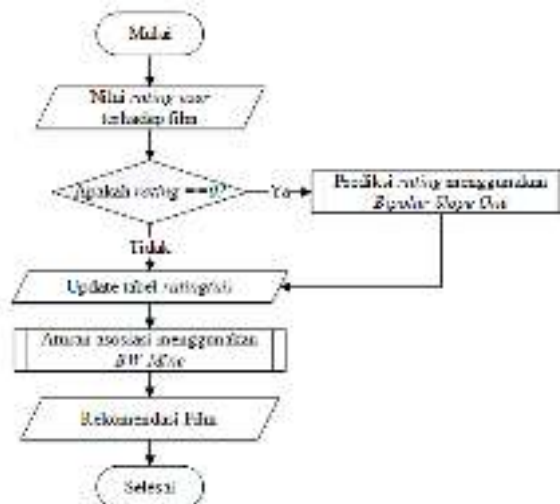 Mulai
Nilai rating user
terhadap film
Apakah rating ==0?
Ya
Prediksi rating menggunakan
Bipolar Slope One
Tidak
Update tabel
Aturan asosiasi menggunakan
BW Mine
Rekomendasi Film
Selesai